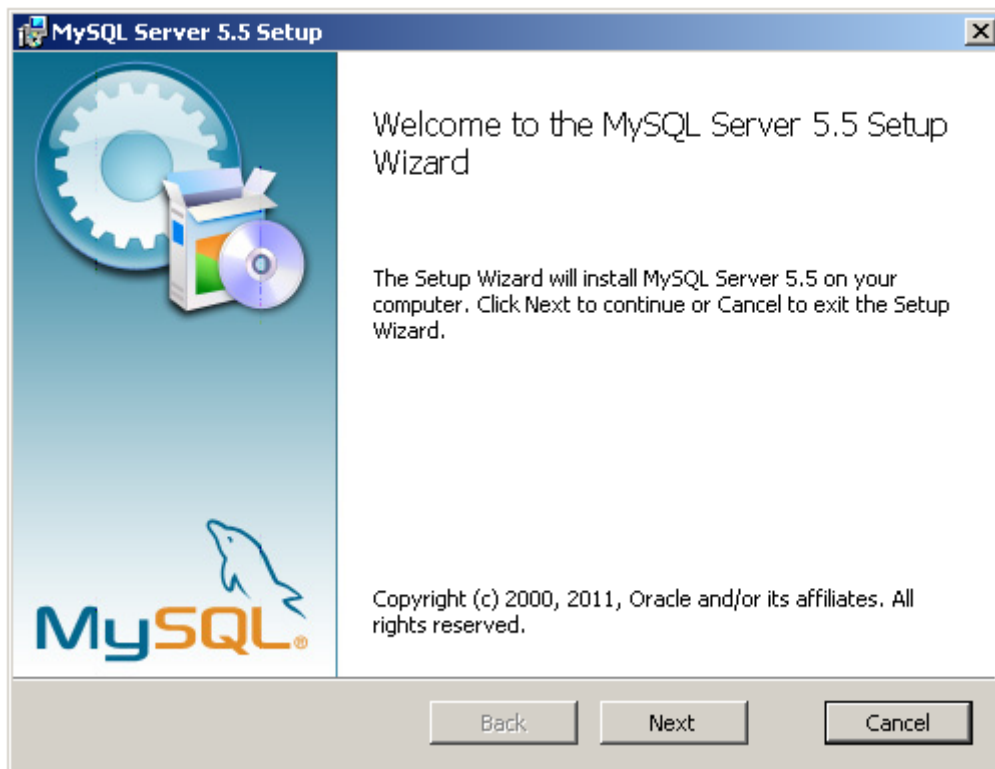 MySQL Server 5.5 Setup
Welcome to the MySQL Server 5.5 Setup
Wizard
The Setup Wizard will install MySQL Server 5.5 on your
computer. Click Next to continue or Cancel to exit the Setup
Wizard.
MySQL®
Copyright (c) 2000, 2011, Oracle and/or its affiliates. All
rights reserved.
Back
Next
Cancel